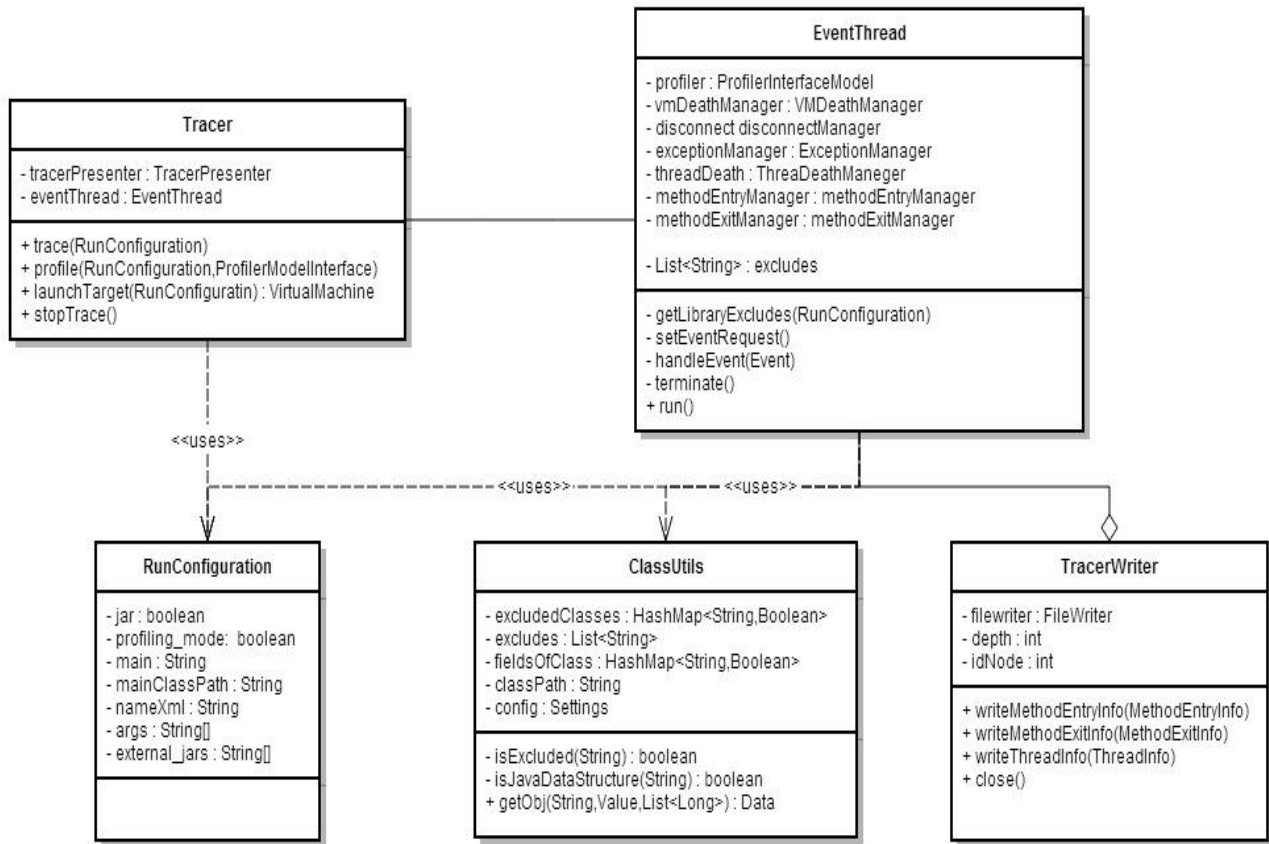 EventThread
- profiler : ProfilerInterfaceModel
- vmDeathManager : VMDeathManager
- disconnect disconnectManager
- exceptionManager : ExceptionManager
- threadDeath : ThreaDeathManeger
- methodEntryManager : methodEntryManager
- methodExitManager : methodExitManager
- List<String> : excludes
- getLibraryExcludes(RunConfiguration)
- setEventRequest()
- handleEvent(Event)
- terminate()
+ run()
Tracer
- tracerPresenter : TracerPresenter
- eventThread : EventThread
+ trace(RunConfiguration)
+ profile(RunConfiguration,ProfilerModelInterface)
+ launchTarget(RunConfiguratin) : VirtualMachine
+ stopTrace()
<<uses>>
<<uses>>
<<uses>>
RunConfiguration
- jar : boolean
- profiling_mode: boolean
- main : String
- mainClassPath : String
- nameXml : String
- args : String[]
- external_jars : String[]
ClassUtils
- excludedClasses : HashMap<String,Boolean>
- excludes : List<String>
- fieldsOfClass : HashMap<String,Boolean>
- classPath : String
- config : Settings
- isExcluded(String) : boolean
- isJavaDataStructure(String) : boolean
+ getObj(String,Value,List<Long>) : Data
TracerWriter
- filewriter : FileWriter
- depth : int
- idNode : int
+ writeMethodEntryInfo(MethodEntryInfo)
+ writeMethodExitInfo(MethodExitInfo)
+ writeThreadInfo(ThreadInfo)
+ close()